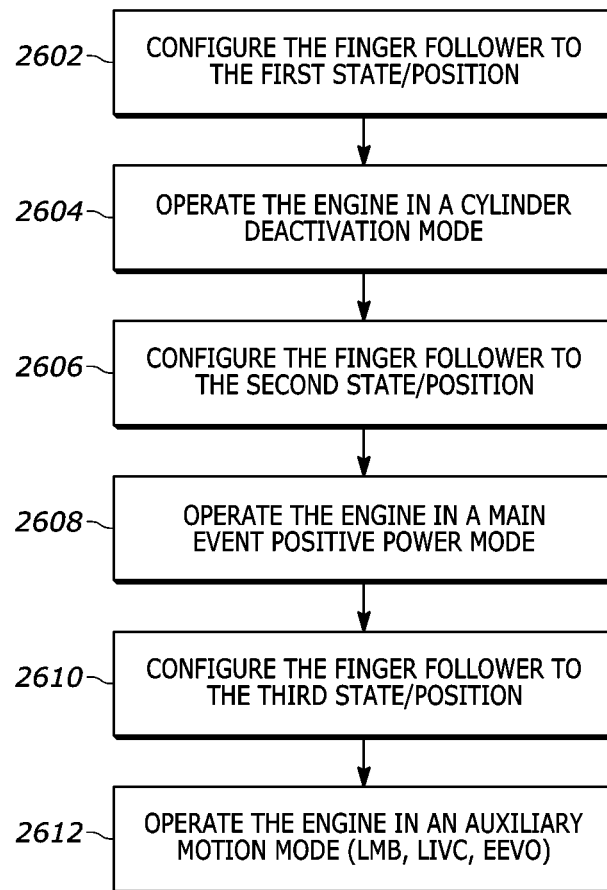 2602
CONFIGURE THE FINGER FOLLOWER TO
THE FIRST STATE/POSITION
2604
OPERATE THE ENGINE IN A CYLINDER
DEACTIVATION MODE
2606
CONFIGURE THE FINGER FOLLOWER TO
THE SECOND STATE/POSITION
2608
OPERATE THE ENGINE IN A MAIN
EVENT POSITIVE POWER MODE
2610
CONFIGURE THE FINGER FOLLOWER TO
THE THIRD STATE/POSITION
2612
OPERATE THE ENGINE IN AN AUXILIARY
MOTION MODE (LMB, LIVC, EEVO)